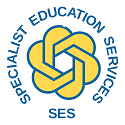 SPECIALIST EDUCATION SERVICES
SES